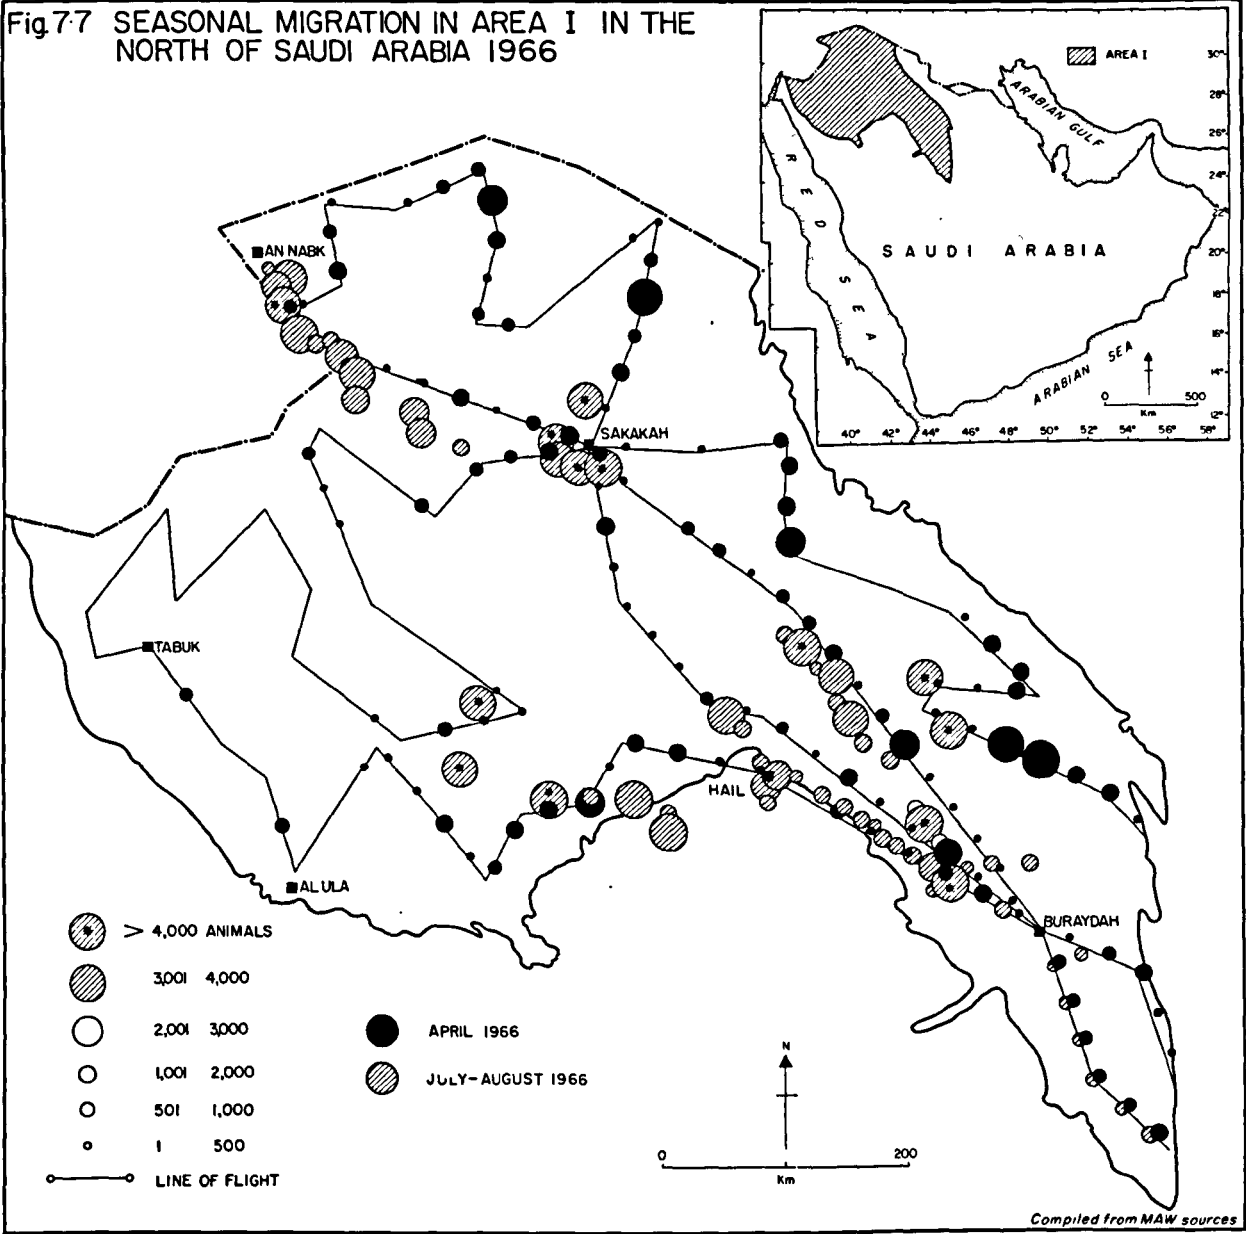 Fig.7·7 SEASONAL MIGRATION IN AREA I IN THE
NORTH OF SAUDI ARABIA 1966
AREA I
30°
28°
26°
24°
22°
20°
18°
16°
14°
12°
40° 42° 44° 46° 48° 50° 52° 54° 56° 58°
ARABIAN GULF
RED SEA
SAUDI ARABIA
ARABIAN SEA
0 500
Km
AN NABK
SAKAKAH
TABUK
HAIL
AL ULA
BURAYDAH
> 4,000 ANIMALS
3,001 4,000
2,001 3,000
1,001 2,000
501 1,000
1 500
LINE OF FLIGHT
APRIL 1966
JULY-AUGUST 1966
N
0 200
Km
Compiled from MAW sources